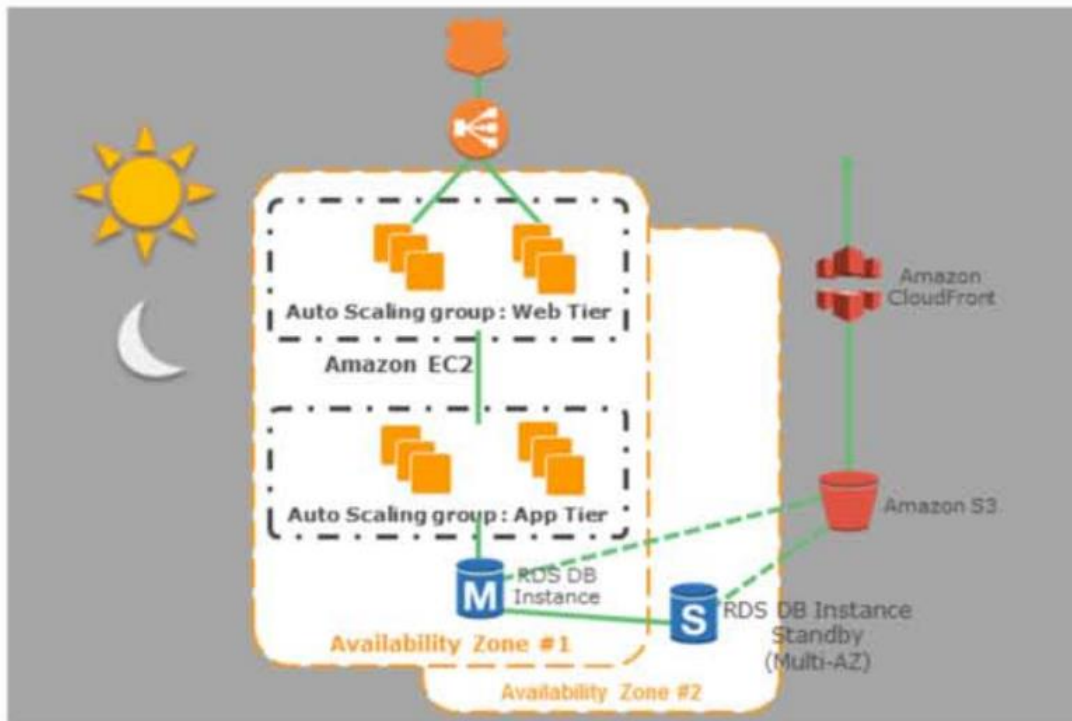 Auto Scaling group : Web Tier
Amazon EC2
Auto Scaling group : App Tier
M
RDS DB
Instance
Availability Zone #1
S
RDS DB Instance
Standby
(Multi-AZ)
Availability Zone #2
Amazon
CloudFront
Amazon S3